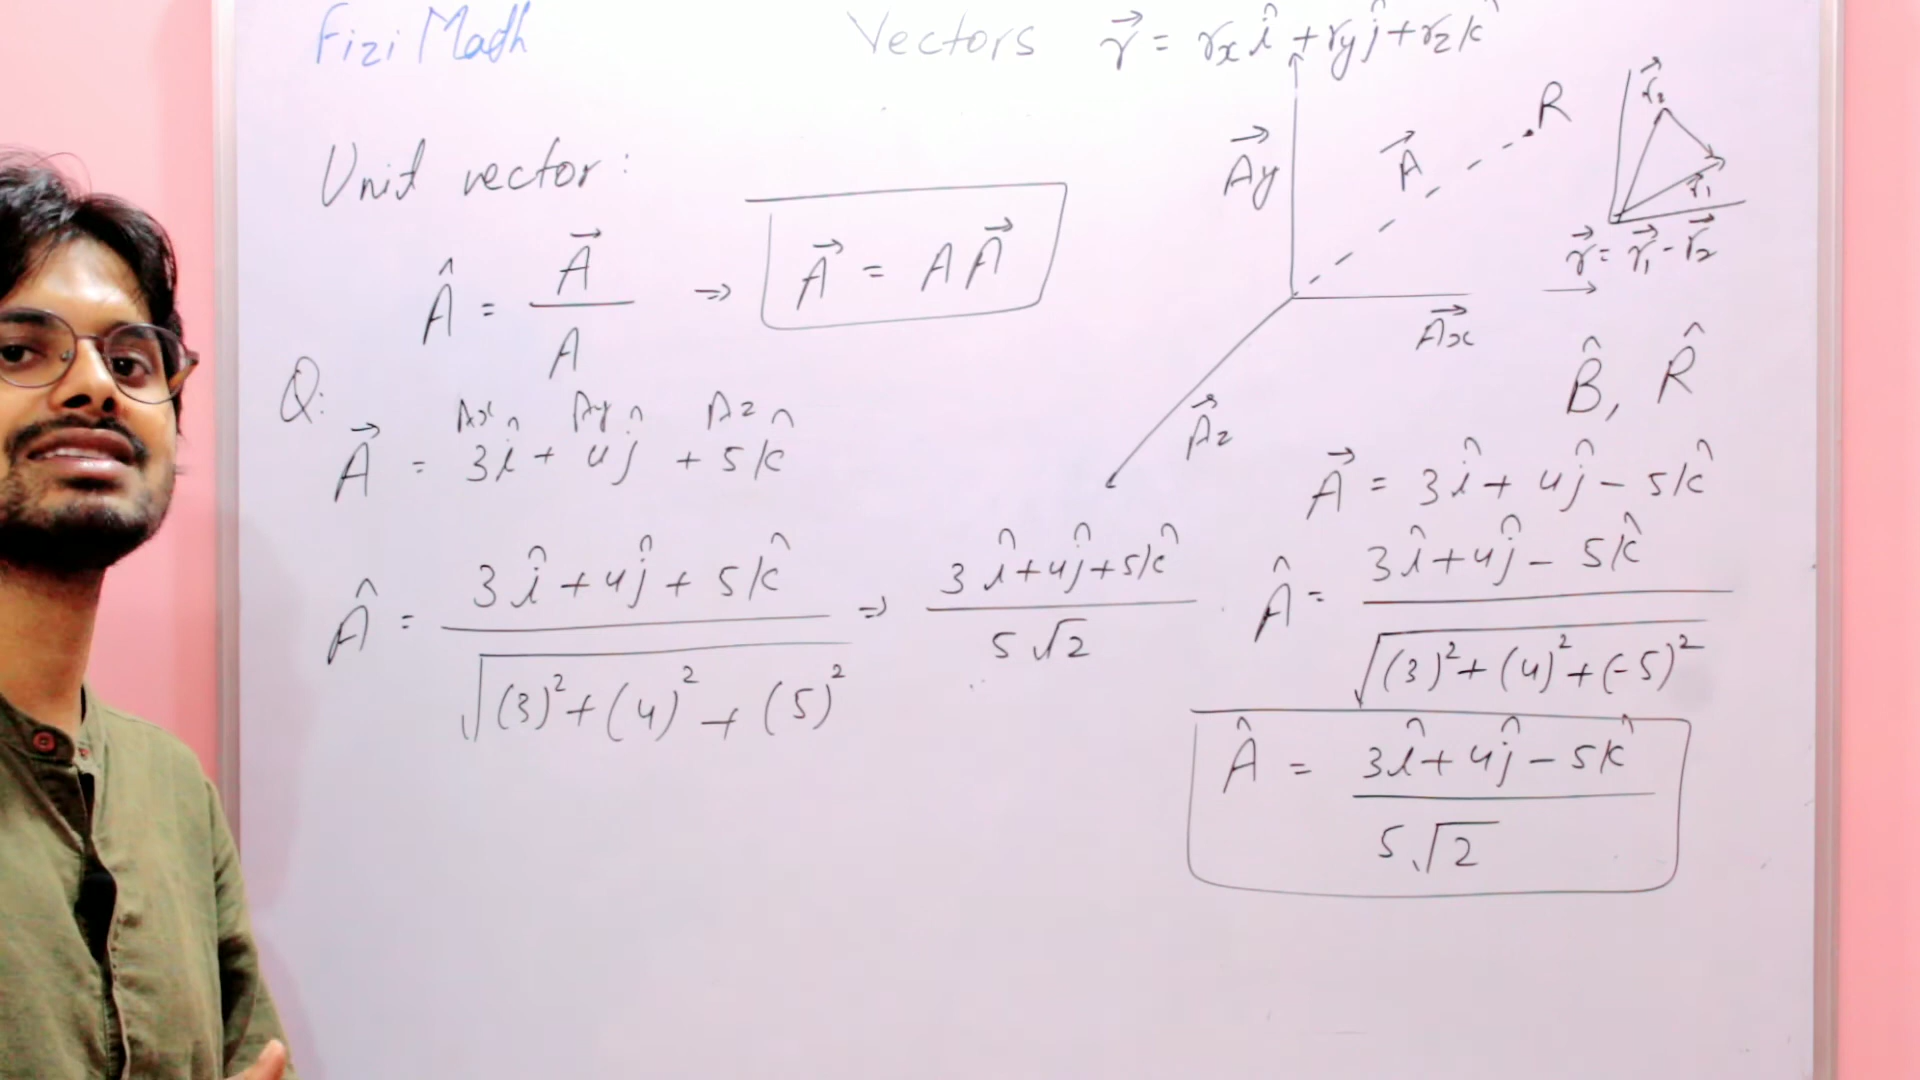 Fizi Math
Vectors r⃗ = rₓ î + r_y ĵ + r_z k̂
Unit vector:
Â = A⃗ / A ⇒ A⃗ = A A⃗
Q:
Ax Ay Az
A⃗ = 3î + 4ĵ + 5k̂
Â = 3î + 4ĵ + 5k̂ / √(3)² + (4)² + (5)² ⇒ 3î + 4ĵ + 5k̂ / 5√2
A⃗y
A⃗
R
A⃗x
A⃗z
r⃗₂
r⃗₁
r⃗ = r⃗₁ - r⃗₂
B̂, R̂
A⃗ = 3î + 4ĵ - 5k̂
Â = 3î + 4ĵ - 5k̂ / √(3)² + (4)² + (-5)²
Â = 3î + 4ĵ - 5k̂ / 5√2